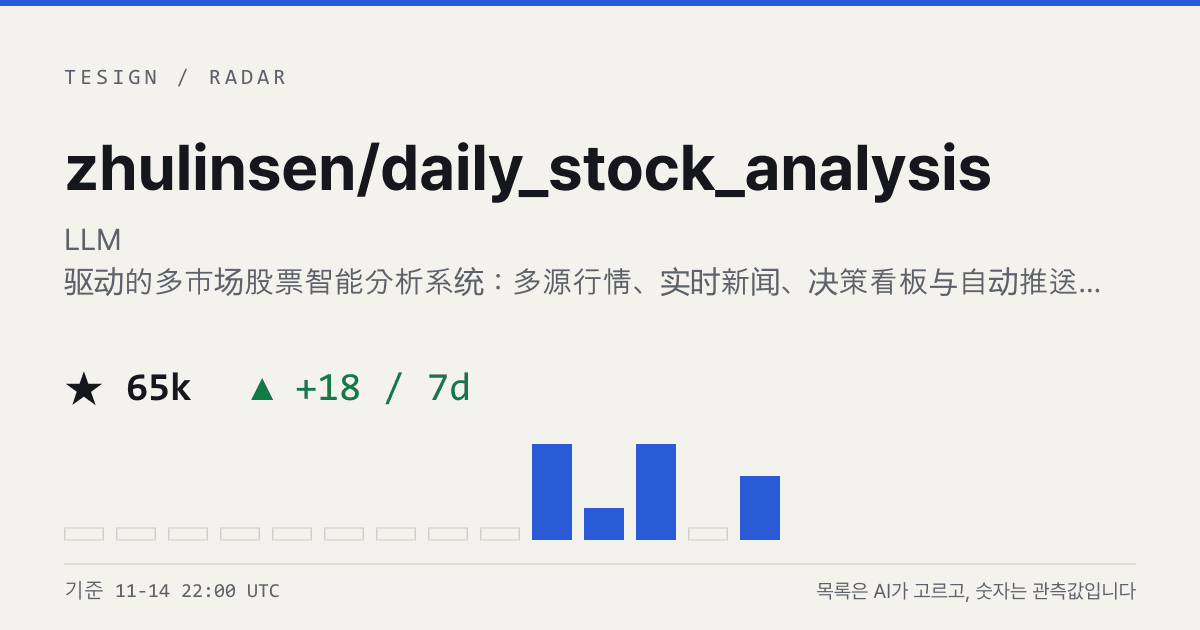 TESIGN / RADAR
zhulinsen/daily_stock_analysis
LLM
驱动的多市场股票智能分析系统：多源行情、实时新闻、决策看板与自动推送…
★ 65k ▲ +18 / 7d
기준 11-14 22:00 UTC
목록은 AI가 고르고, 숫자는 관측값입니다